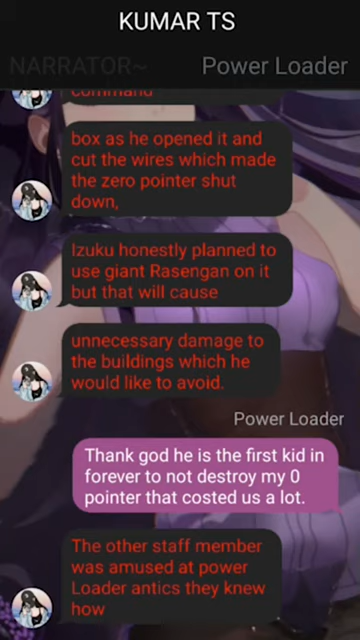 KUMAR TS
NARRATOR~
Power Loader
command
box as he opened it and
cut the wires which made
the zero pointer shut
down,
Izuku honestly planned to
use giant Rasengan on it
but that will cause
unnecessary damage to
the buildings which he
would like to avoid.
Power Loader
Thank god he is the first kid in
forever to not destroy my 0
pointer that costed us a lot.
The other staff member
was amused at power
Loader antics they knew
how